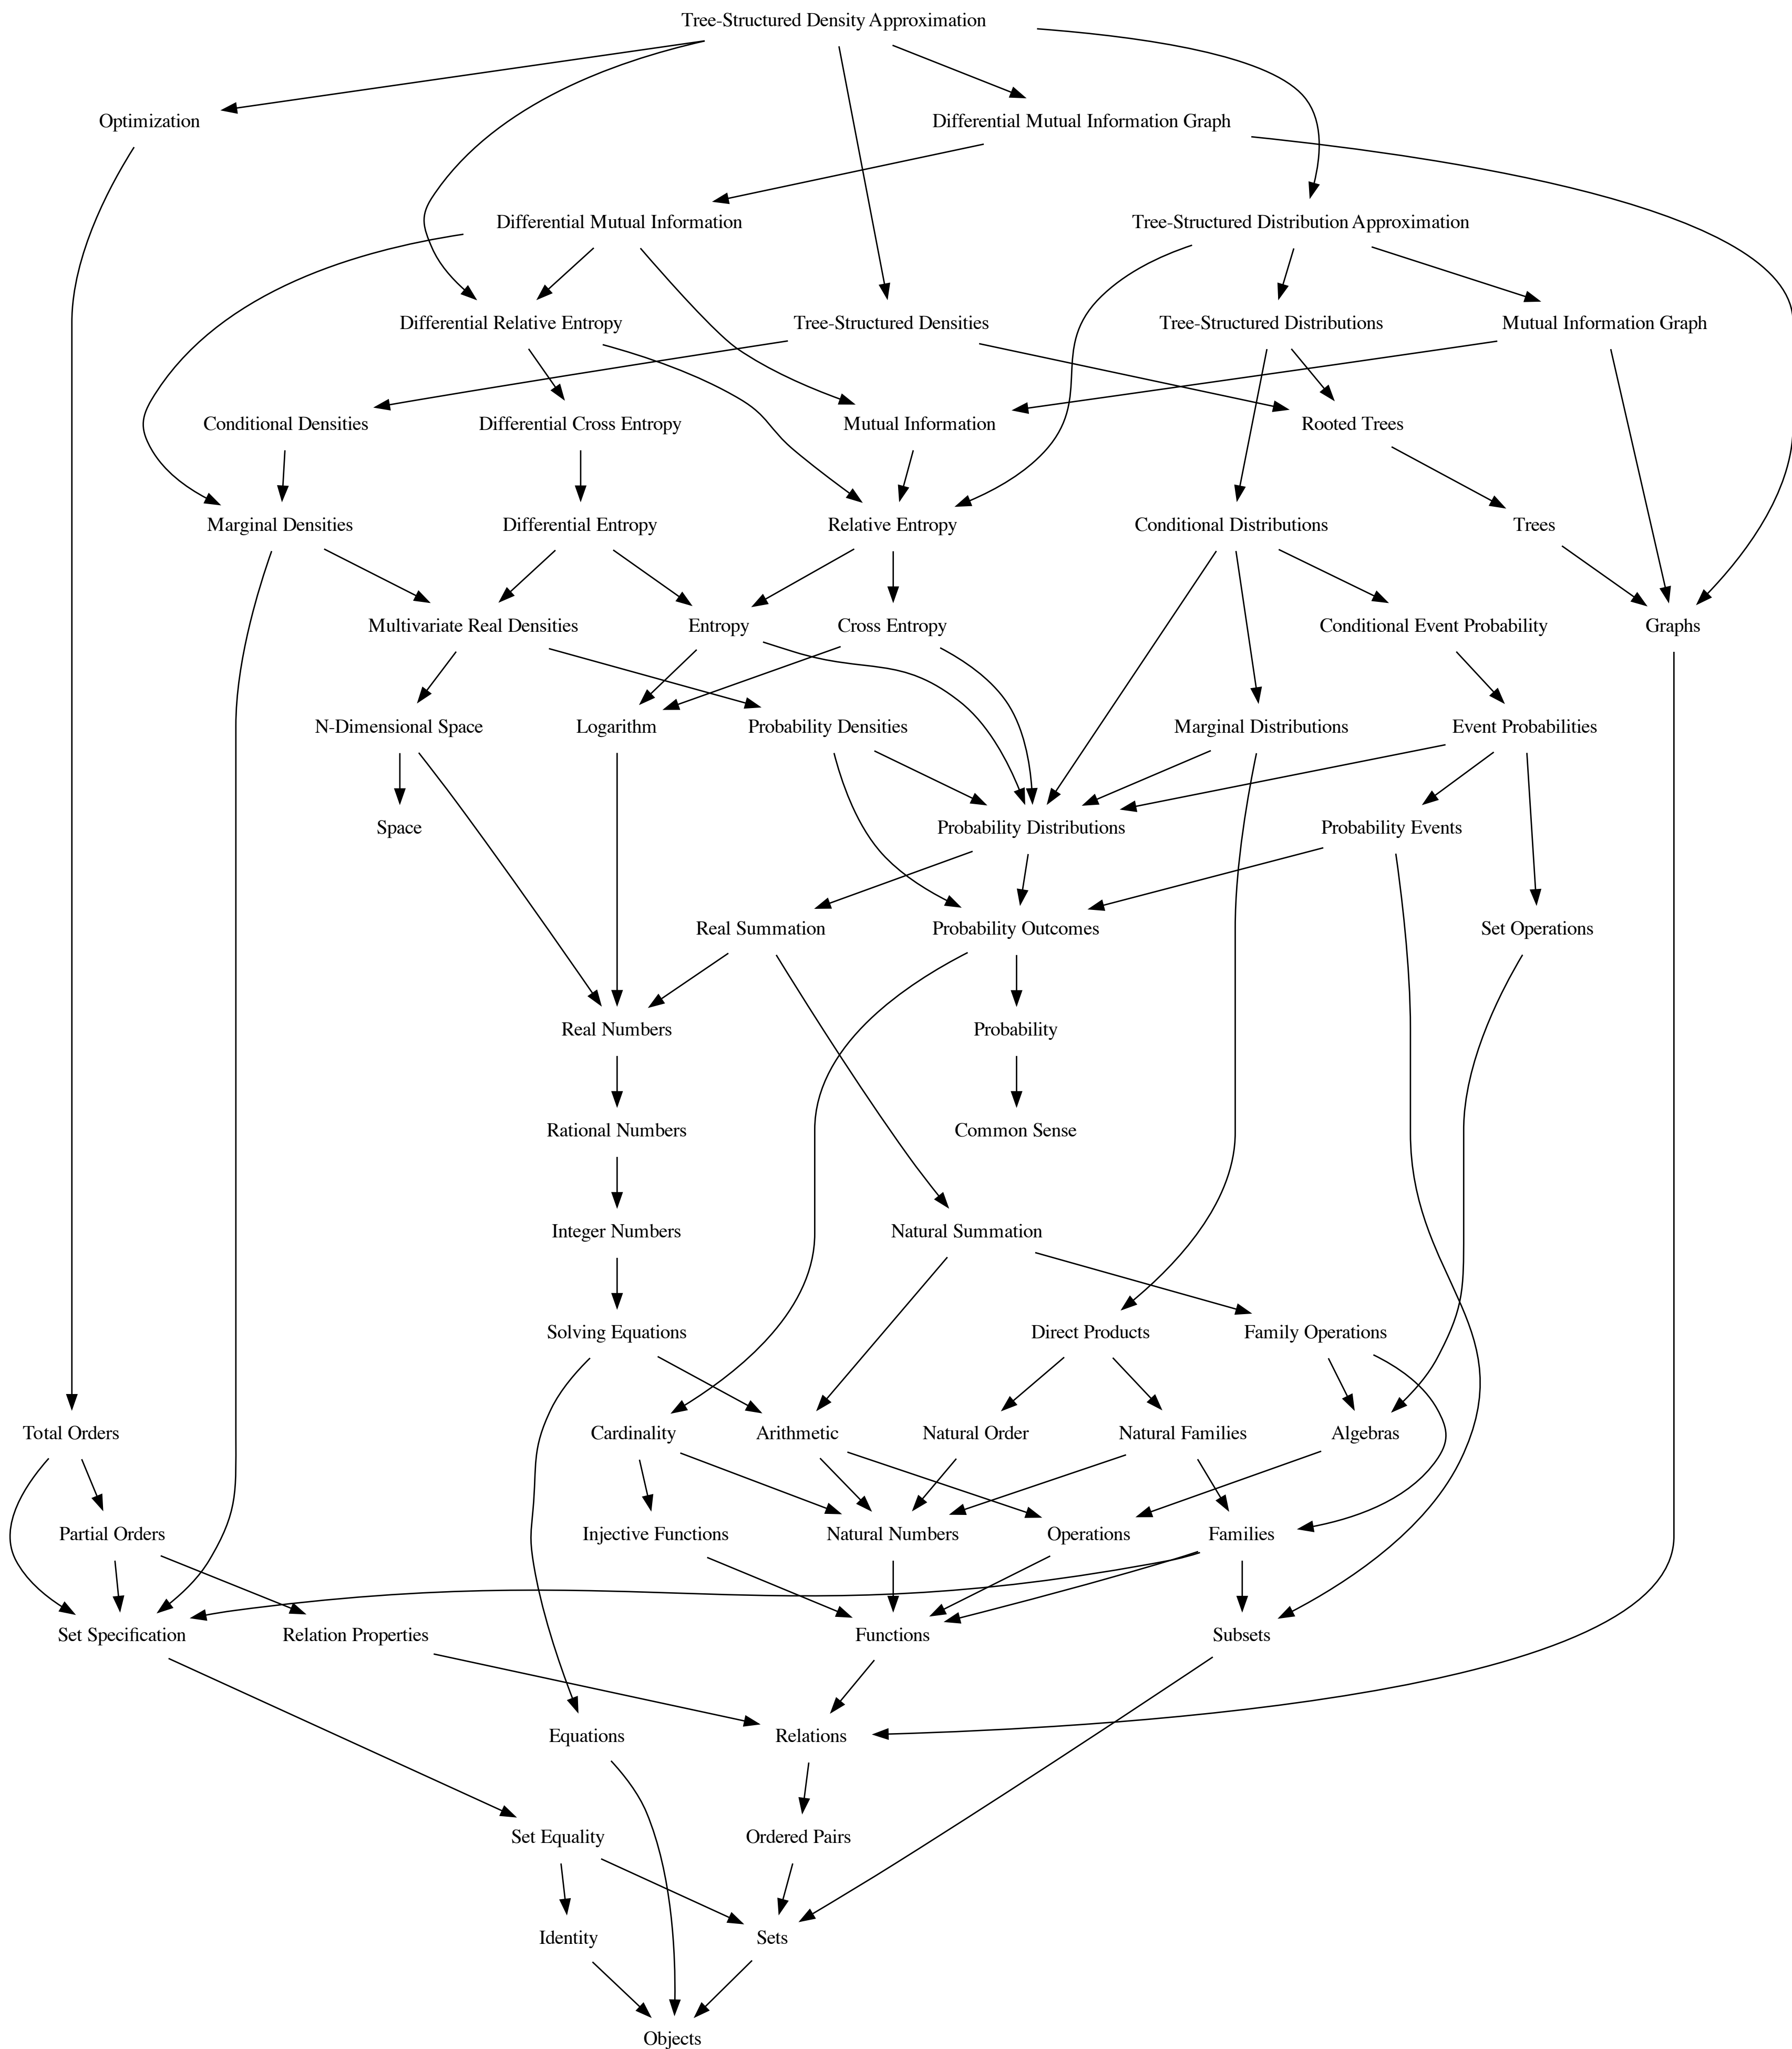 Tree-Structured Density Approximation
Optimization
Differential Mutual Information Graph
Differential Mutual Information
Tree-Structured Distribution Approximation
Differential Relative Entropy
Tree-Structured Densities
Tree-Structured Distributions
Mutual Information Graph
Conditional Densities
Differential Cross Entropy
Mutual Information
Rooted Trees
Marginal Densities
Differential Entropy
Relative Entropy
Conditional Distributions
Trees
Multivariate Real Densities
Entropy
Cross Entropy
Conditional Event Probability
Graphs
N-Dimensional Space
Logarithm
Probability Densities
Marginal Distributions
Event Probabilities
Space
Probability Distributions
Probability Events
Real Summation
Probability Outcomes
Set Operations
Real Numbers
Probability
Rational Numbers
Common Sense
Integer Numbers
Natural Summation
Solving Equations
Direct Products
Family Operations
Total Orders
Cardinality
Arithmetic
Natural Order
Natural Families
Algebras
Partial Orders
Injective Functions
Natural Numbers
Operations
Families
Set Specification
Relation Properties
Functions
Subsets
Equations
Relations
Set Equality
Ordered Pairs
Identity
Sets
Objects